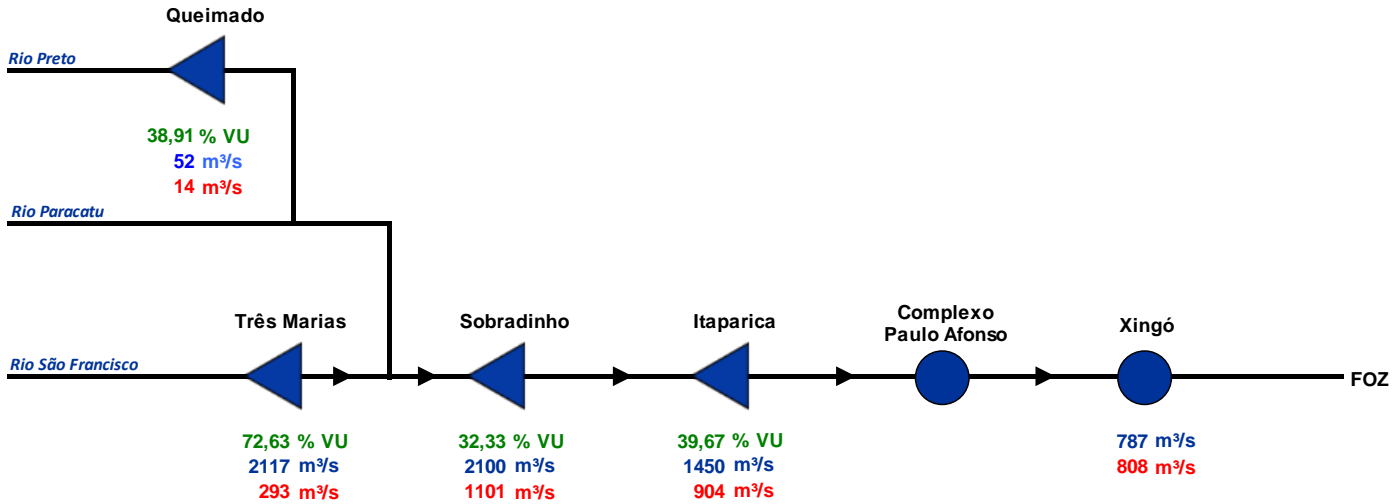 Queimado
Rio Preto
38,91 % VU
52 m³/s
14 m³/s
Rio Paracatu
Três Marias
Sobradinho
Itaparica
Complexo
Paulo Afonso
Xingó
Rio São Francisco
FOZ
72,63 % VU
2117 m³/s
293 m³/s
32,33 % VU
2100 m³/s
1101 m³/s
39,67 % VU
1450 m³/s
904 m³/s
787 m³/s
808 m³/s